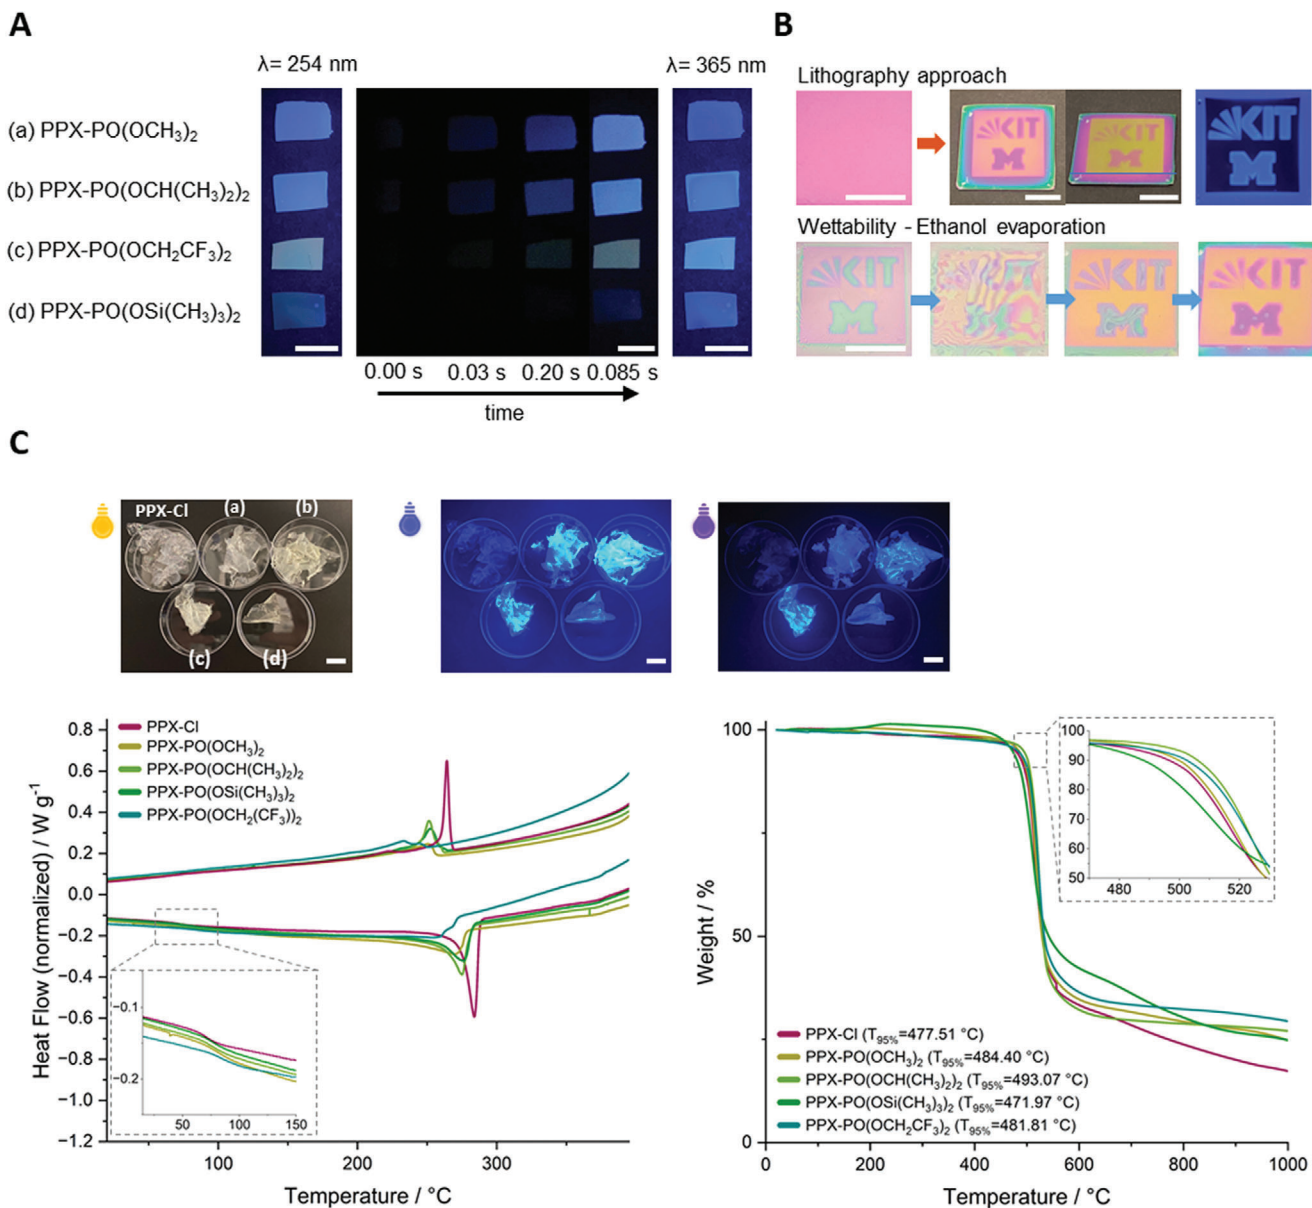 A
λ= 254 nm
λ= 365 nm
(a) PPX-PO(OCH₃)₂
(b) PPX-PO(OCH(CH₃)₂)₂
(c) PPX-PO(OCH₂CF₃)₂
(d) PPX-PO(OSi(CH₃)₃)₂
0.00 s 0.03 s 0.20 s 0.085 s
time
B
Lithography approach
KIT
M
KIT
M
KIT
M
Wettability - Ethanol evaporation
KIT
M
KIT
M
KIT
M
C
PPX-Cl (a) (b)
(c) (d)
Heat Flow (normalized) / W g⁻¹
0.8
0.6
0.4
0.2
0.0
−0.2
−0.4
−0.6
−0.8
−1.0
−1.2
PPX-Cl
PPX-PO(OCH₃)₂
PPX-PO(OCH(CH₃)₂)₂
PPX-PO(OSi(CH₃)₃)₂
PPX-PO(OCH₂(CF₃))₂
−0.1
−0.2
50 100 150
100 200 300
Temperature / °C
Weight / %
100
50
0
100
90
80
70
60
50
480 500 520
PPX-Cl (T₉₅%=477.51 °C)
PPX-PO(OCH₃)₂ (T₉₅%=484.40 °C)
PPX-PO(OCH(CH₃)₂)₂ (T₉₅%=493.07 °C)
PPX-PO(OSi(CH₃)₃)₂ (T₉₅%=471.97 °C)
PPX-PO(OCH₂CF₃)₂ (T₉₅%=481.81 °C)
0 200 400 600 800 1000
Temperature / °C